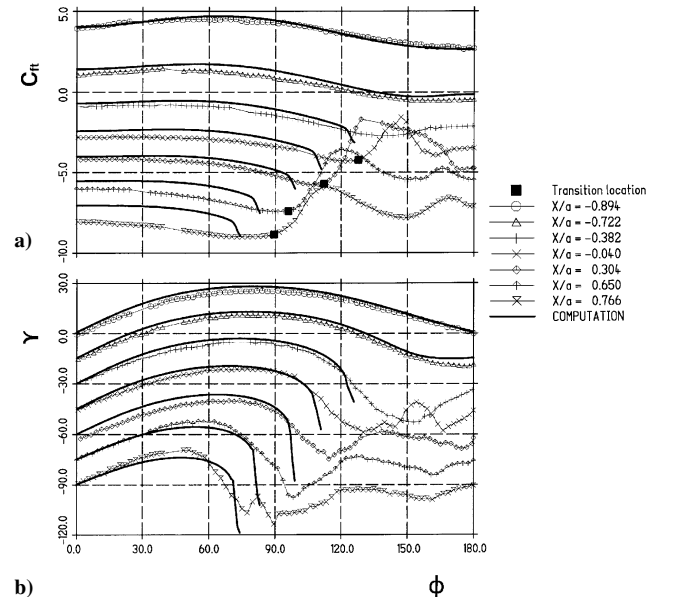 5.0
0.0
-5.0
-10.0
C_ft
a)
■ Transition location
X/a = -0.894
X/a = -0.722
X/a = -0.382
X/a = -0.040
X/a = 0.304
X/a = 0.650
X/a = 0.766
COMPUTATION
30.0
0.0
-30.0
-60.0
-90.0
-120.0
γ
0.0 30.0 60.0 90.0 120.0 150.0 180.0
b)
ϕ